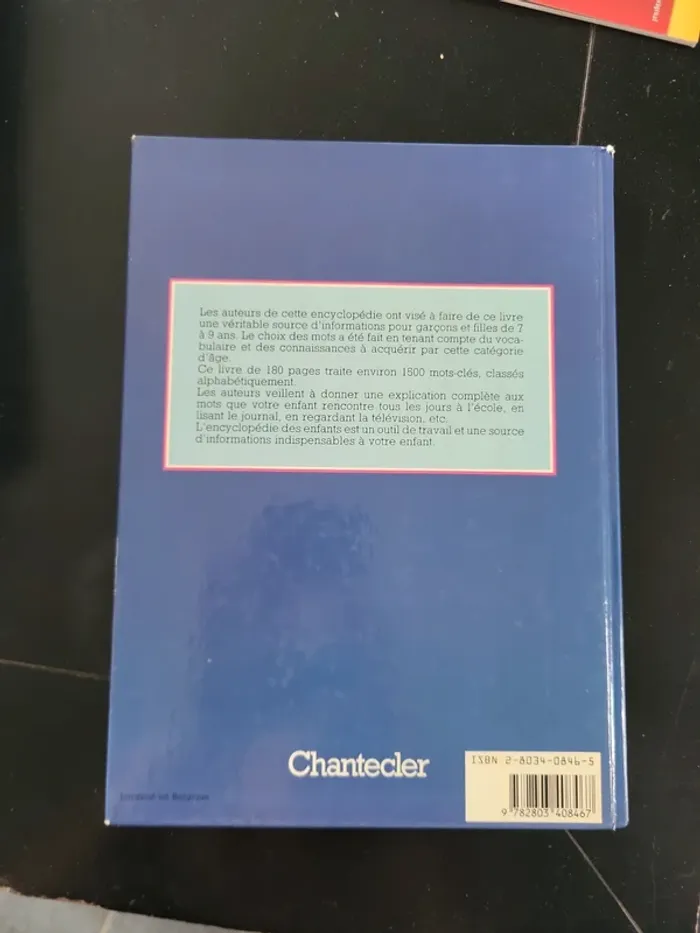 Les auteurs de cette encyclopédie ont visé à faire de ce livre
une véritable source d'informations pour garçons et filles de 7
à 9 ans. Le choix des mots a été fait en tenant compte du voca-
bulaire et des connaissances à acquérir par cette catégorie
d'âge.
Ce livre de 180 pages traite environ 1500 mots-clés, classés
alphabétiquement.
Les auteurs veillent à donner une explication complète aux
mots que votre enfant rencontre tous les jours à l'école, en
lisant le journal, en regardant la télévision, etc.
L'encyclopédie des enfants est un outil de travail et une source
d'informations indispensables à votre enfant.
Chantecler
ISBN 2-8034-0846-5
9 782803 408467